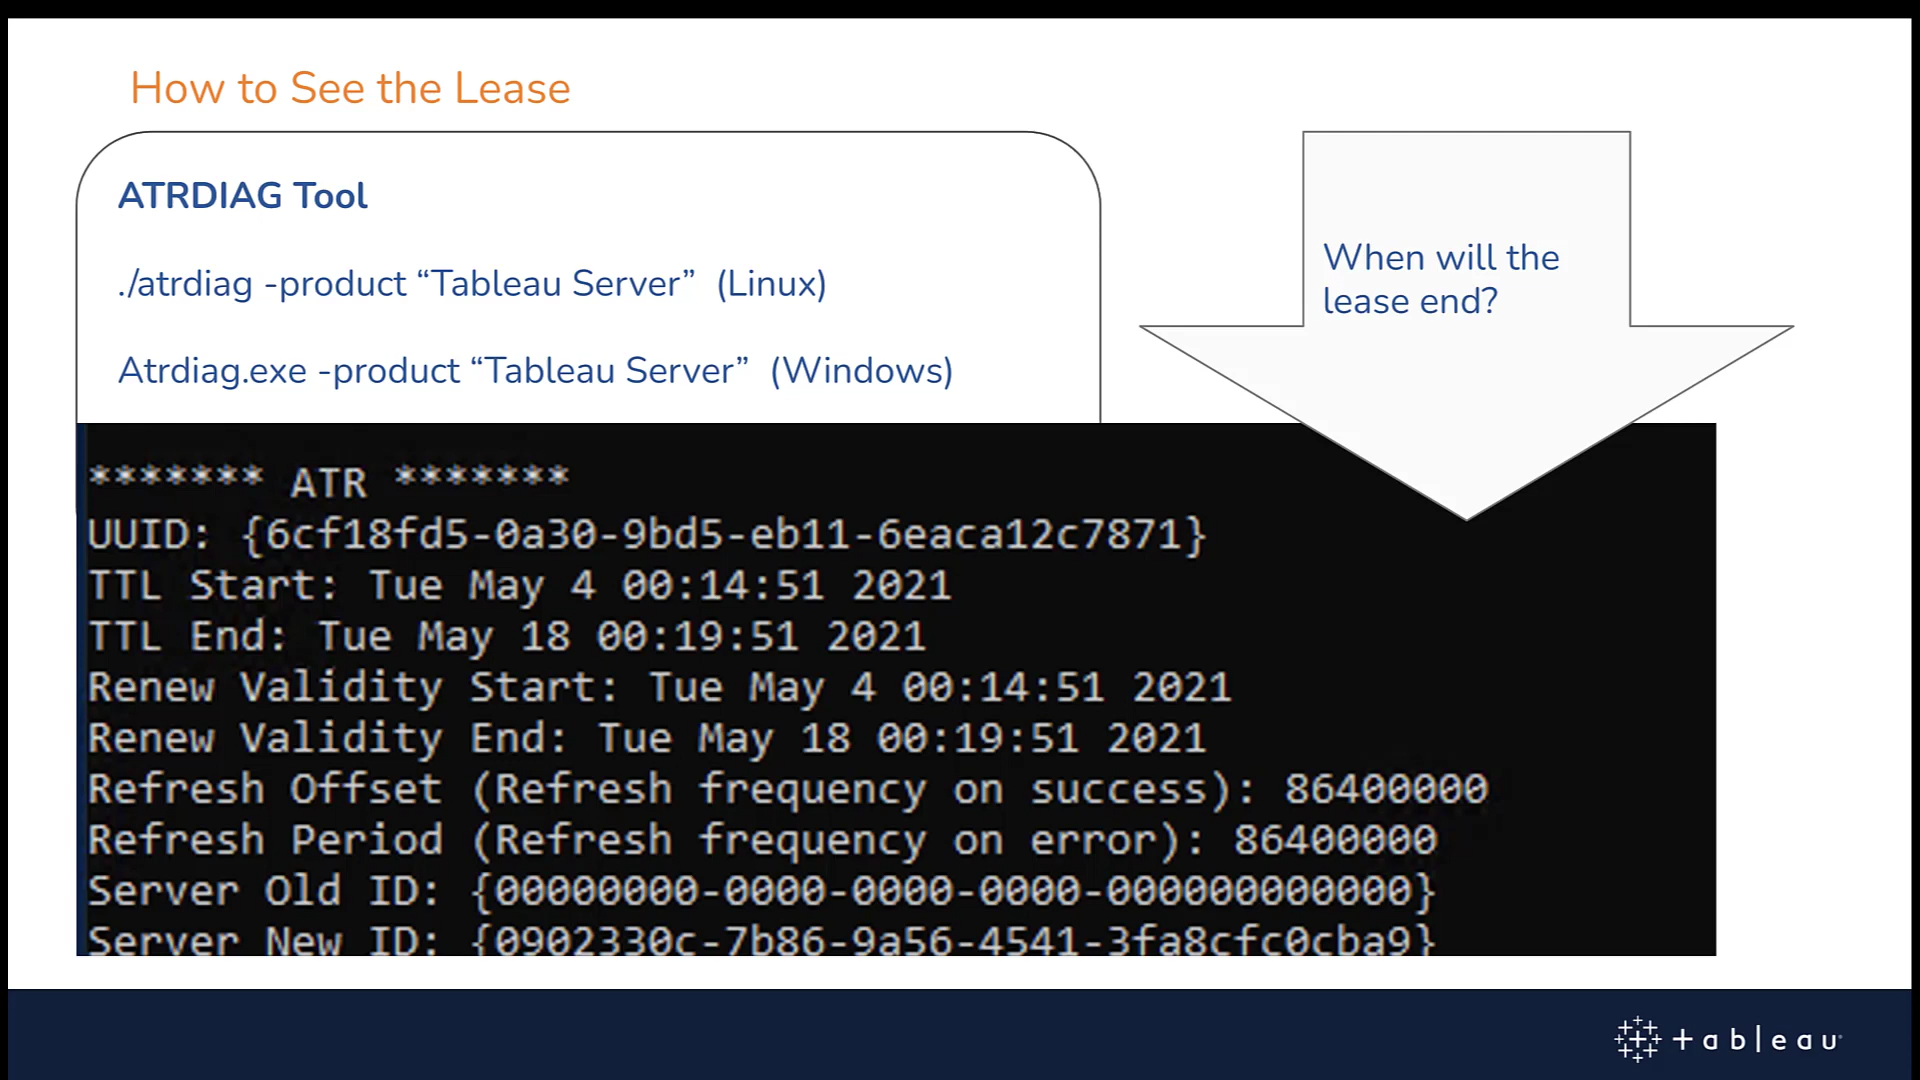 How to See the Lease
ATRDIAG Tool
./atrdiag -product “Tableau Server”  (Linux)
Atrdiag.exe -product “Tableau Server”  (Windows)
When will the
lease end?
******* ATR *******
UUID: {6cf18fd5-0a30-9bd5-eb11-6eaca12c7871}
TTL Start: Tue May 4 00:14:51 2021
TTL End: Tue May 18 00:19:51 2021
Renew Validity Start: Tue May 4 00:14:51 2021
Renew Validity End: Tue May 18 00:19:51 2021
Refresh Offset (Refresh frequency on success): 86400000
Refresh Period (Refresh frequency on error): 86400000
Server Old ID: {00000000-0000-0000-0000-000000000000}
Server New ID: {0902330c-7b86-9a56-4541-3fa8cfc0cba9}
+ableau